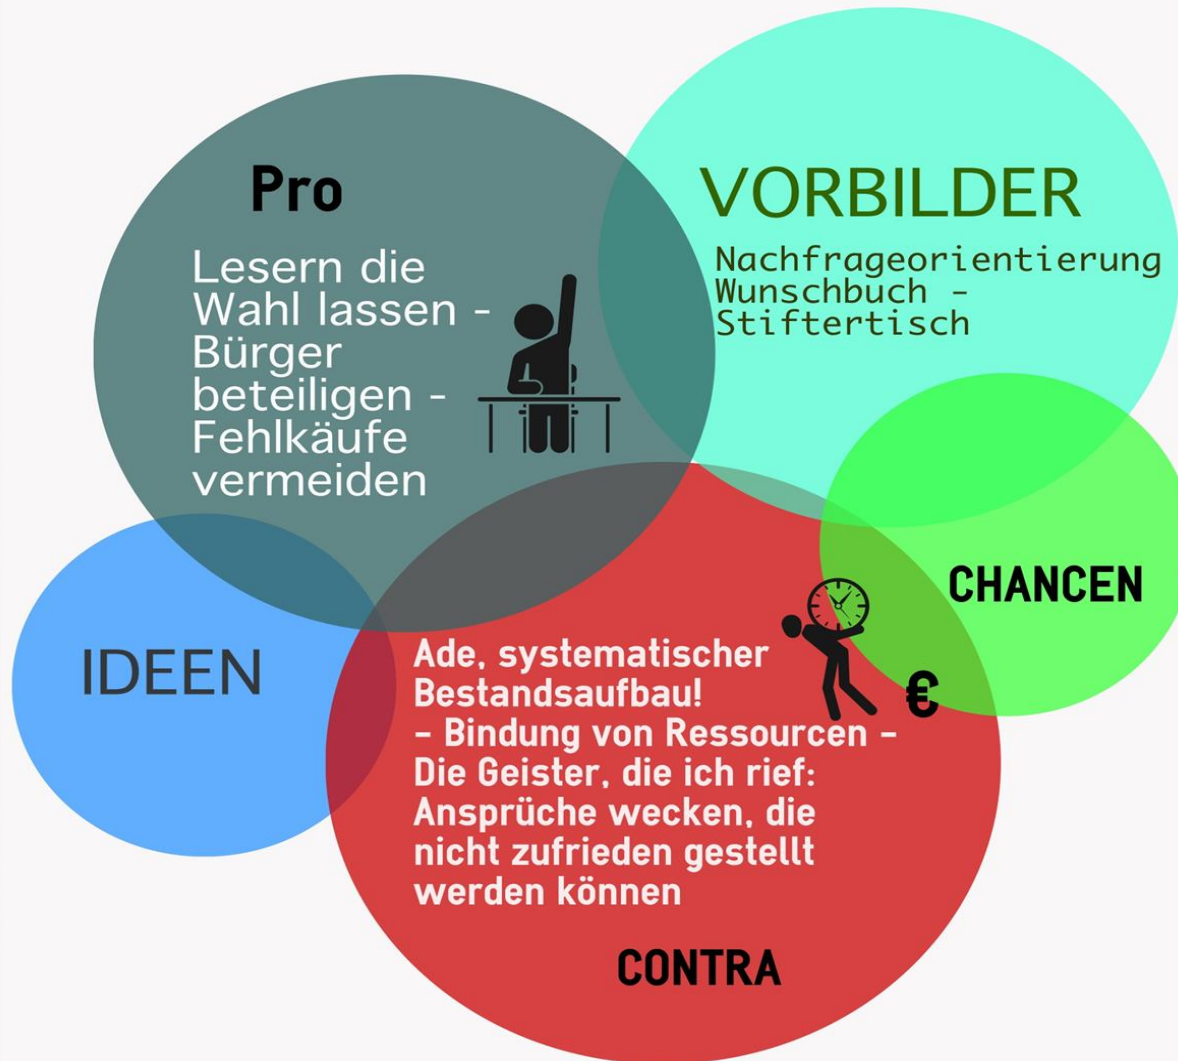 Pro
Lesern die
Wahl lassen -
Bürger
beteiligen -
Fehlkäufe
vermeiden
VORBILDER
Nachfrageorientierung
Wunschbuch -
Stiftertisch
CHANCEN
IDEEN
Ade, systematischer
Bestandsaufbau!
- Bindung von Ressourcen -
Die Geister, die ich rief:
Ansprüche wecken, die
nicht zufrieden gestellt
werden können
€
CONTRA